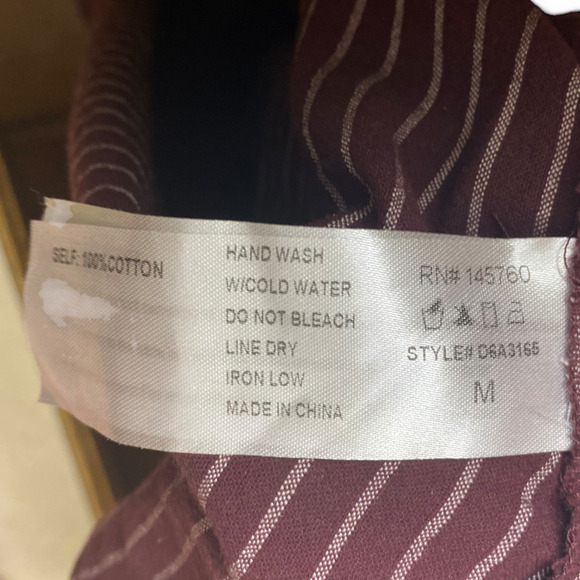 SELF: 100%COTTON
HAND WASH
W/COLD WATER
DO NOT BLEACH
LINE DRY
IRON LOW
MADE IN CHINA
RN# 145760
STYLE# D6A3165
M